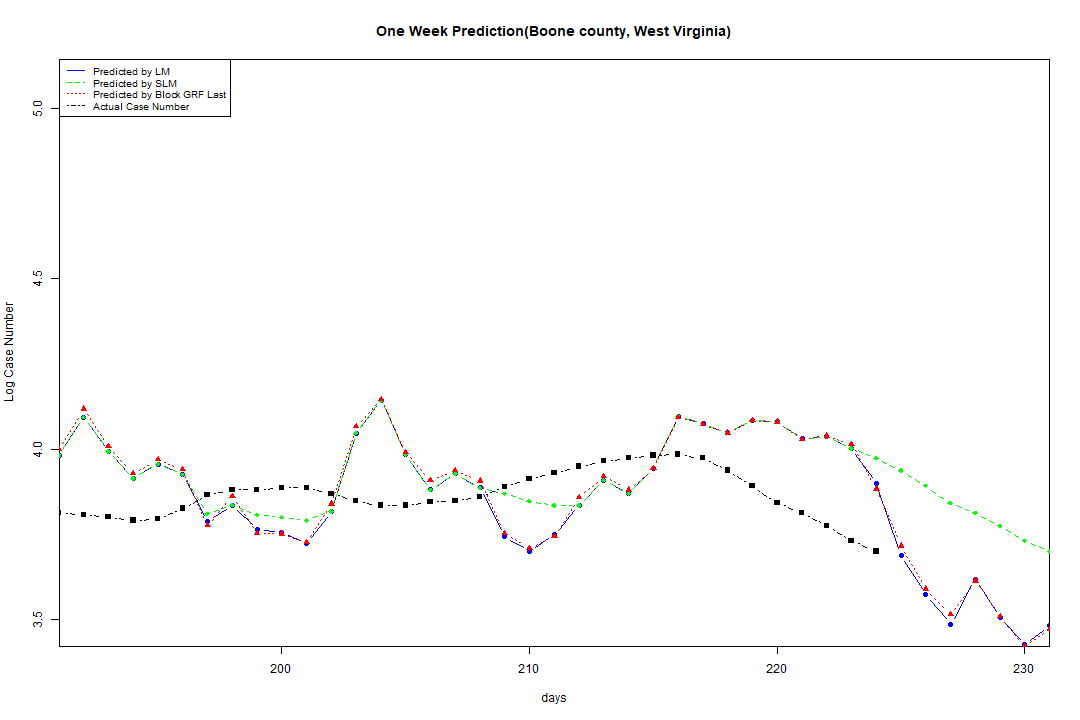 One Week Prediction(Boone county, West Virginia)
Predicted by LM
Predicted by SLM
Predicted by Block GRF Last
Actual Case Number
5.0
4.5
4.0
3.5
Log Case Number
200
210
220
230
days